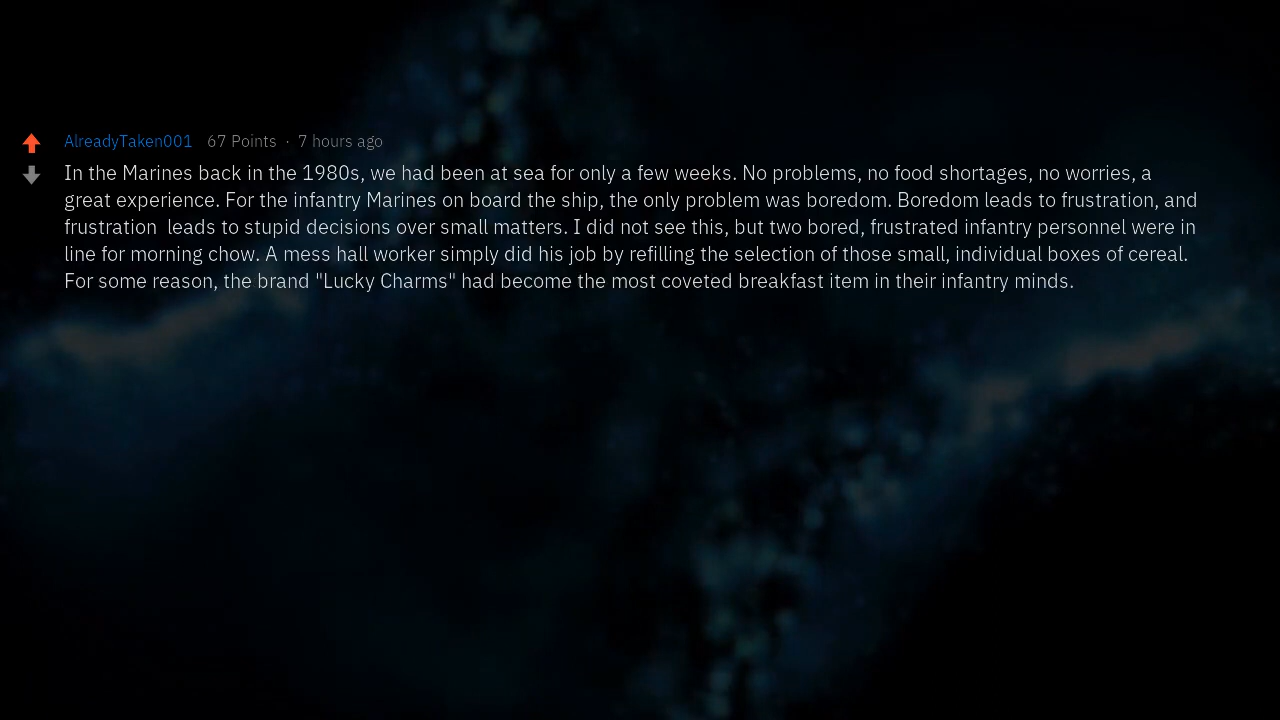 AlreadyTaken001 67 Points · 7 hours ago
In the Marines back in the 1980s, we had been at sea for only a few weeks. No problems, no food shortages, no worries, a
great experience. For the infantry Marines on board the ship, the only problem was boredom. Boredom leads to frustration, and
frustration  leads to stupid decisions over small matters. I did not see this, but two bored, frustrated infantry personnel were in
line for morning chow. A mess hall worker simply did his job by refilling the selection of those small, individual boxes of cereal.
For some reason, the brand "Lucky Charms" had become the most coveted breakfast item in their infantry minds.